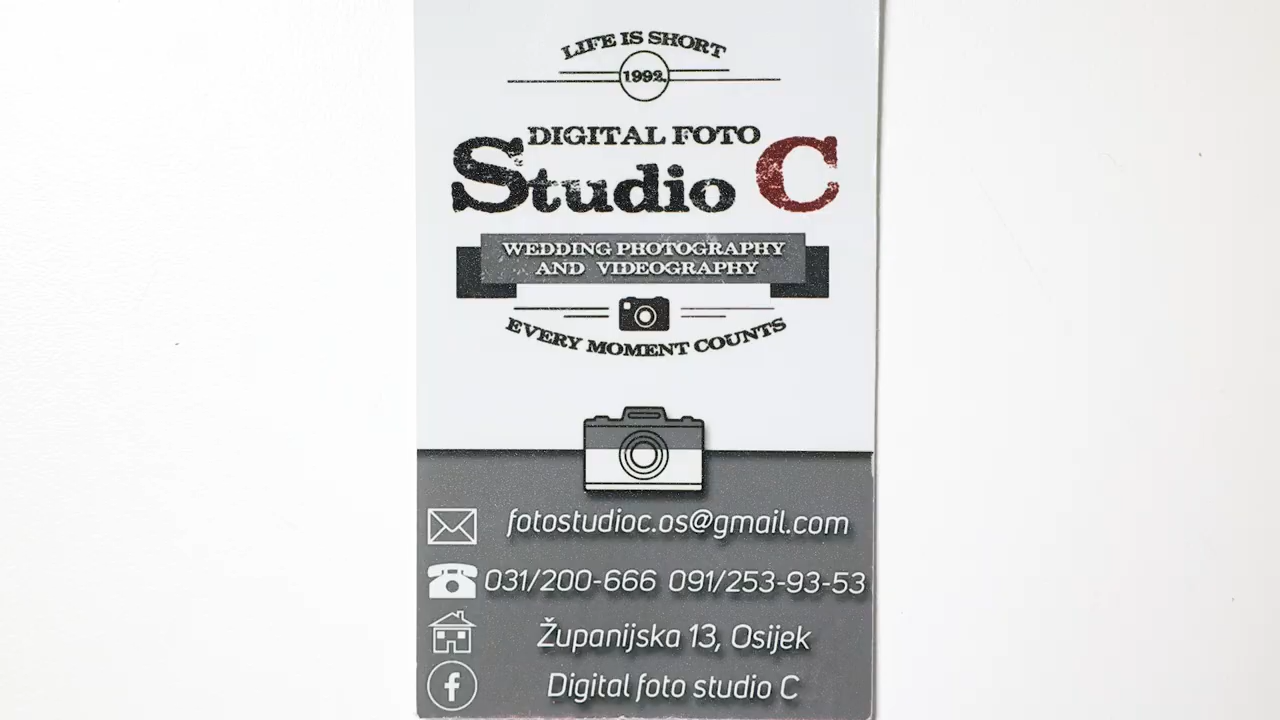 LIFE IS SHORT
1992.
DIGITAL FOTO
Studio C
WEDDING PHOTOGRAPHY
AND VIDEOGRAPHY
EVERY MOMENT COUNTS
fotostudioc.os@gmail.com
031/200-666 091/253-93-53
Županijska 13, Osijek
f
Digital foto studio C